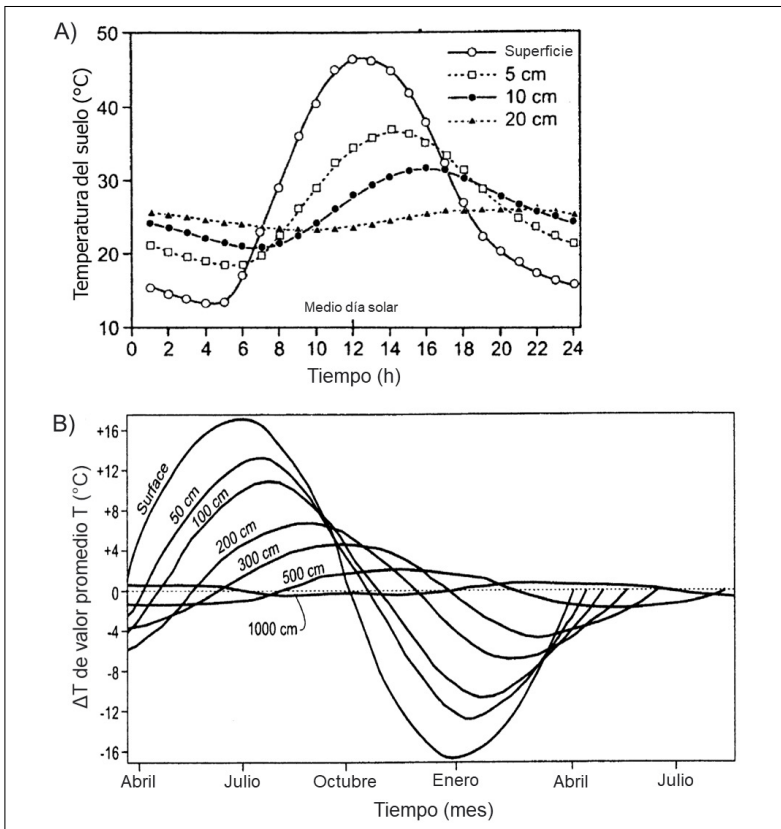 A)
Temperatura del suelo (°C)
50
40
30
20
10
Superficie
5 cm
10 cm
20 cm
Medio día solar
0 2 4 6 8 10 12 14 16 18 20 22 24
Tiempo (h)
B)
ΔT de valor promedio T (°C)
+16
+12
+8
+4
0
-4
-8
-12
-16
Surface
50 cm
100 cm
200 cm
300 cm
500 cm
1000 cm
Abril Julio Octubre Enero Abril Julio
Tiempo (mes)